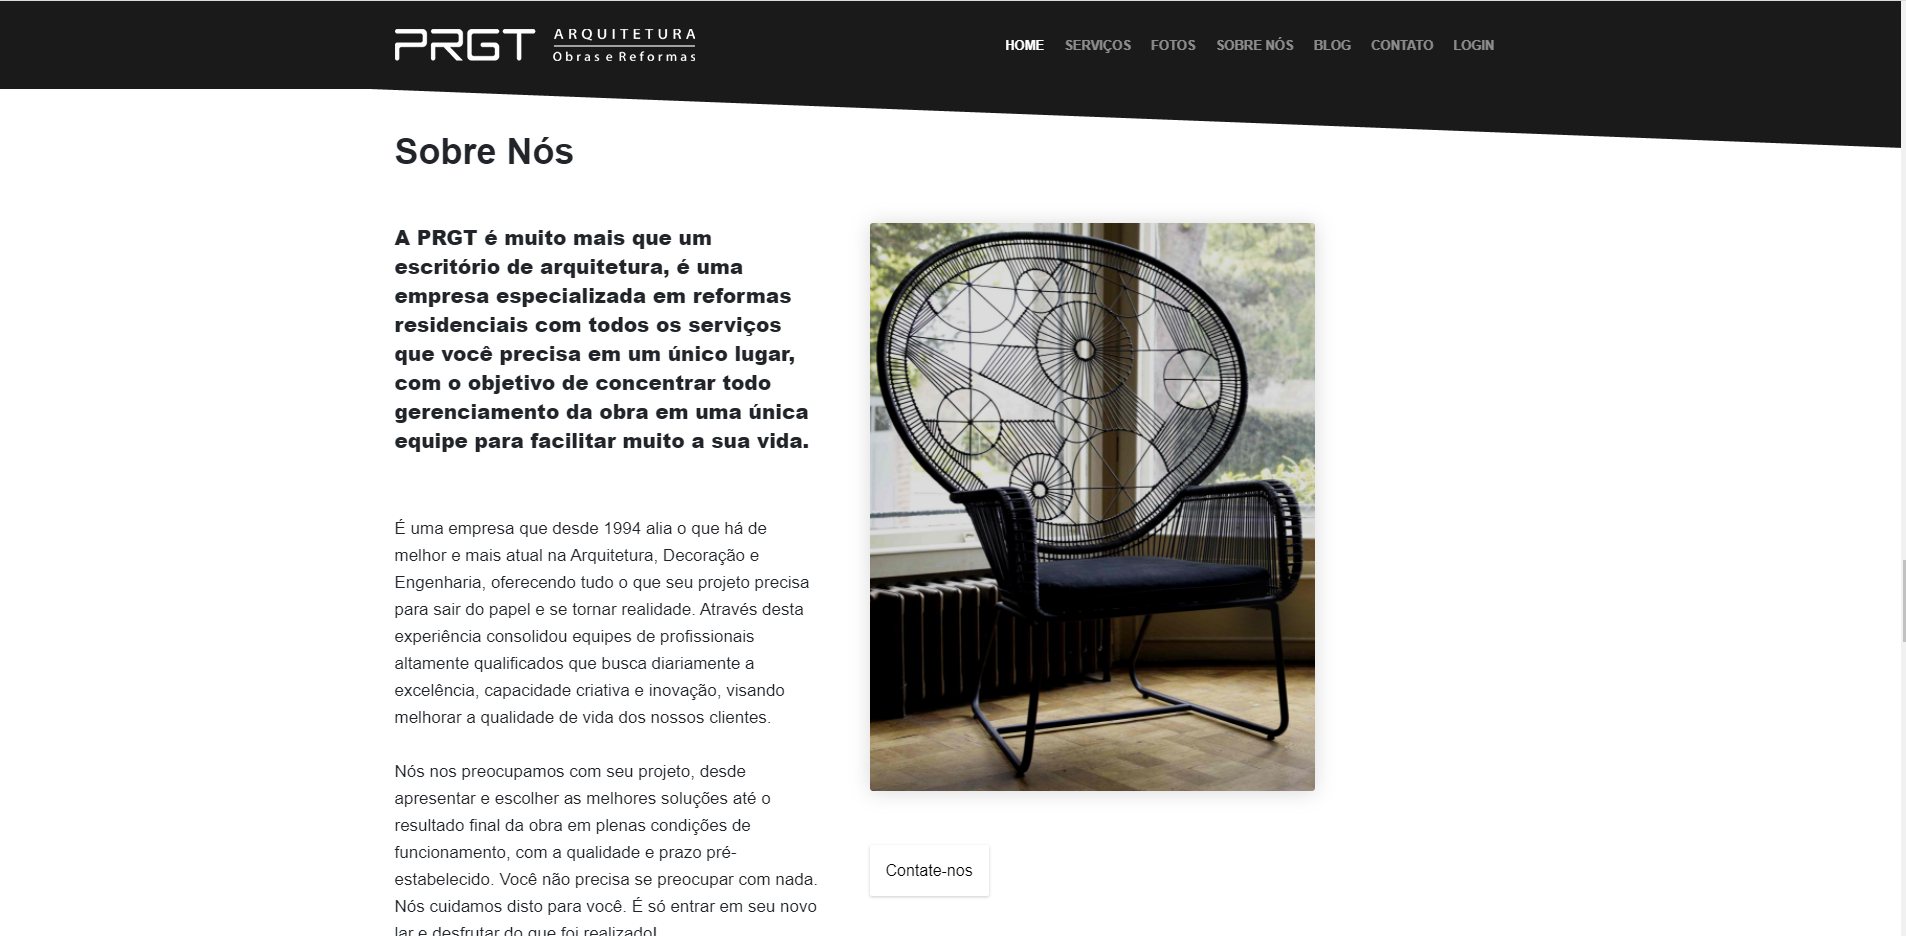 PRGT ARQUITETURA
Obras e Reformas
HOME SERVIÇOS FOTOS SOBRE NÓS BLOG CONTATO LOGIN
Sobre Nós
A PRGT é muito mais que um
escritório de arquitetura, é uma
empresa especializada em reformas
residenciais com todos os serviços
que você precisa em um único lugar,
com o objetivo de concentrar todo
gerenciamento da obra em uma única
equipe para facilitar muito a sua vida.
É uma empresa que desde 1994 alia o que há de
melhor e mais atual na Arquitetura, Decoração e
Engenharia, oferecendo tudo o que seu projeto precisa
para sair do papel e se tornar realidade. Através desta
experiência consolidou equipes de profissionais
altamente qualificados que busca diariamente a
excelência, capacidade criativa e inovação, visando
melhorar a qualidade de vida dos nossos clientes.
Nós nos preocupamos com seu projeto, desde
apresentar e escolher as melhores soluções até o
resultado final da obra em plenas condições de
funcionamento, com a qualidade e prazo pré-
estabelecido. Você não precisa se preocupar com nada.
Nós cuidamos disto para você. É só entrar em seu novo
lar e desfrutar do que foi realizado!
Contate-nos